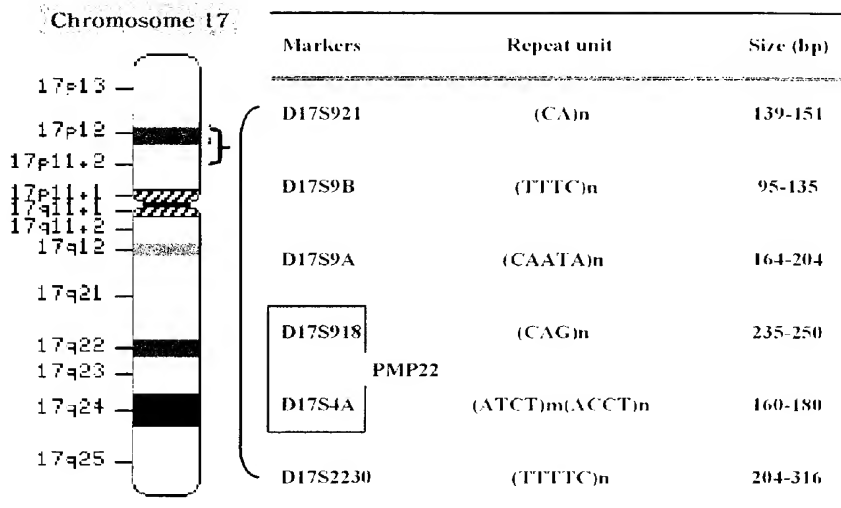 Chromosome 17
17p13
17p12
17p11.2
17p11.1
17q11.1
17q11.2
17q12
17q21
17q22
17q23
17q24
17q25
Markers Repeat unit Size (bp)
D17S921 (CA)n 139-151
D17S9B (TTTC)n 95-135
D17S9A (CAATA)n 164-204
D17S918 (CAG)n 235-250
PMP22
D17S4A (ATCT)m(ACCT)n 160-180
D17S2230 (TTTTC)n 204-316